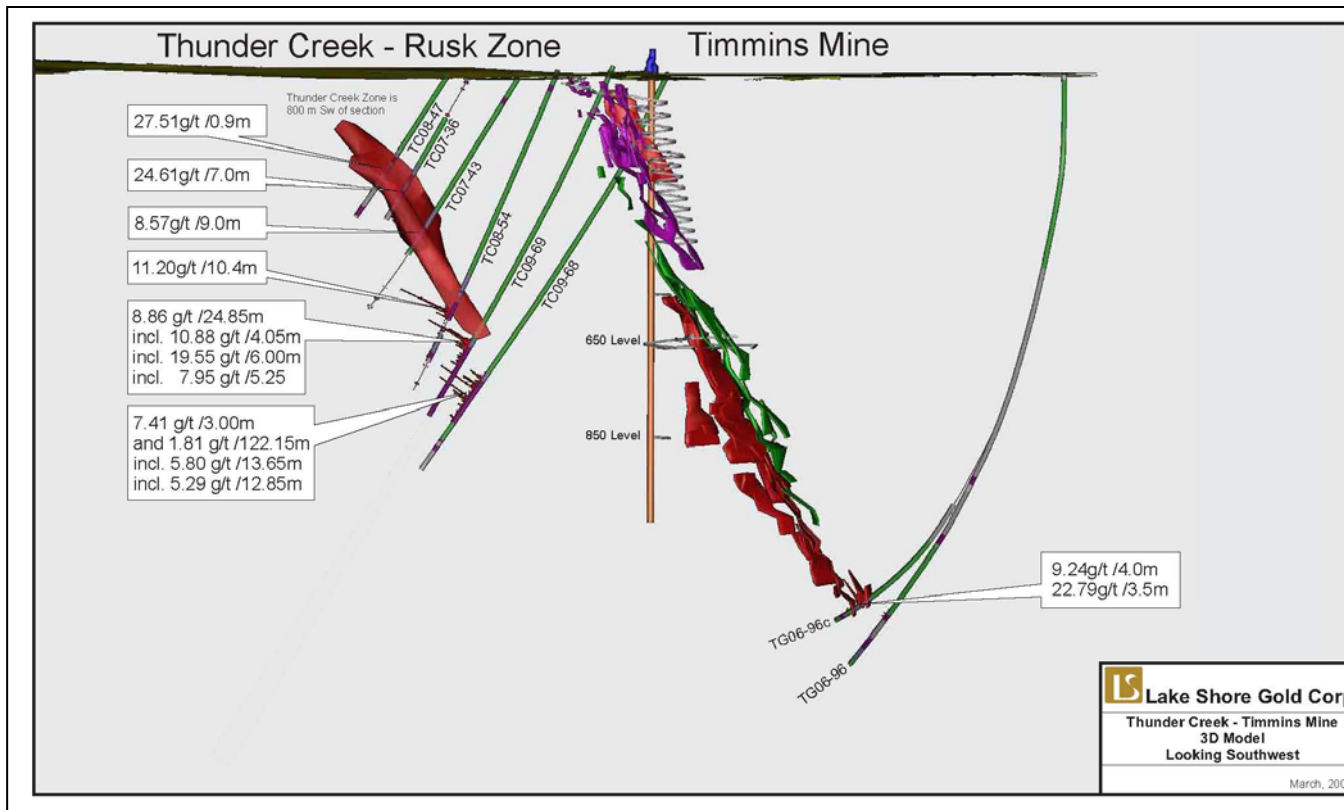 Thunder Creek - Rusk Zone
Timmins Mine
Thunder Creek Zone is
800 m Sw of section
27.51g/t /0.9m
24.61g/t /7.0m
8.57g/t /9.0m
11.20g/t /10.4m
8.86 g/t /24.85m
incl. 10.88 g/t /4.05m
incl. 19.55 g/t /6.00m
incl. 7.95 g/t /5.25
7.41 g/t /3.00m
and 1.81 g/t /122.15m
incl. 5.80 g/t /13.65m
incl. 5.29 g/t /12.85m
TC08-47
TC07-36
TC07-43
TC08-54
TC09-69
TC09-68
650 Level
850 Level
9.24g/t /4.0m
22.79g/t /3.5m
TG06-96c
TG06-96
LS
Lake Shore Gold Corp
Thunder Creek - Timmins Mine
3D Model
Looking Southwest
March, 200